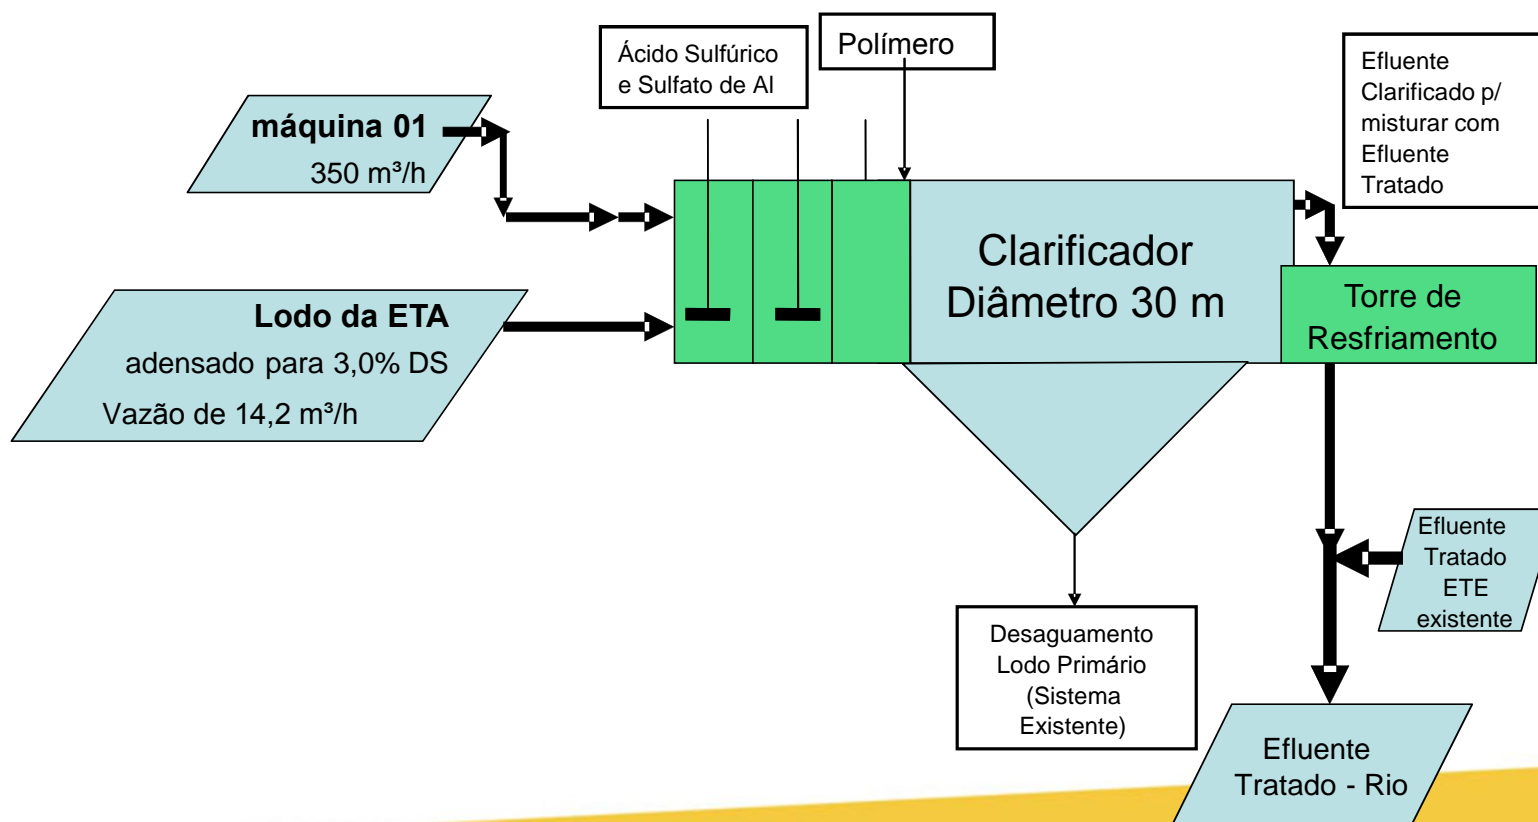 Ácido Sulfúrico
e Sulfato de Al
Polímero
Efluente
Clarificado p/
misturar com
Efluente
Tratado
máquina 01
350 m³/h
Clarificador
Diâmetro 30 m
Lodo da ETA
adensado para 3,0% DS
Vazão de 14,2 m³/h
Torre de
Resfriamento
Efluente
Tratado
ETE
existente
Desaguamento
Lodo Primário
(Sistema
Existente)
Efluente
Tratado - Rio